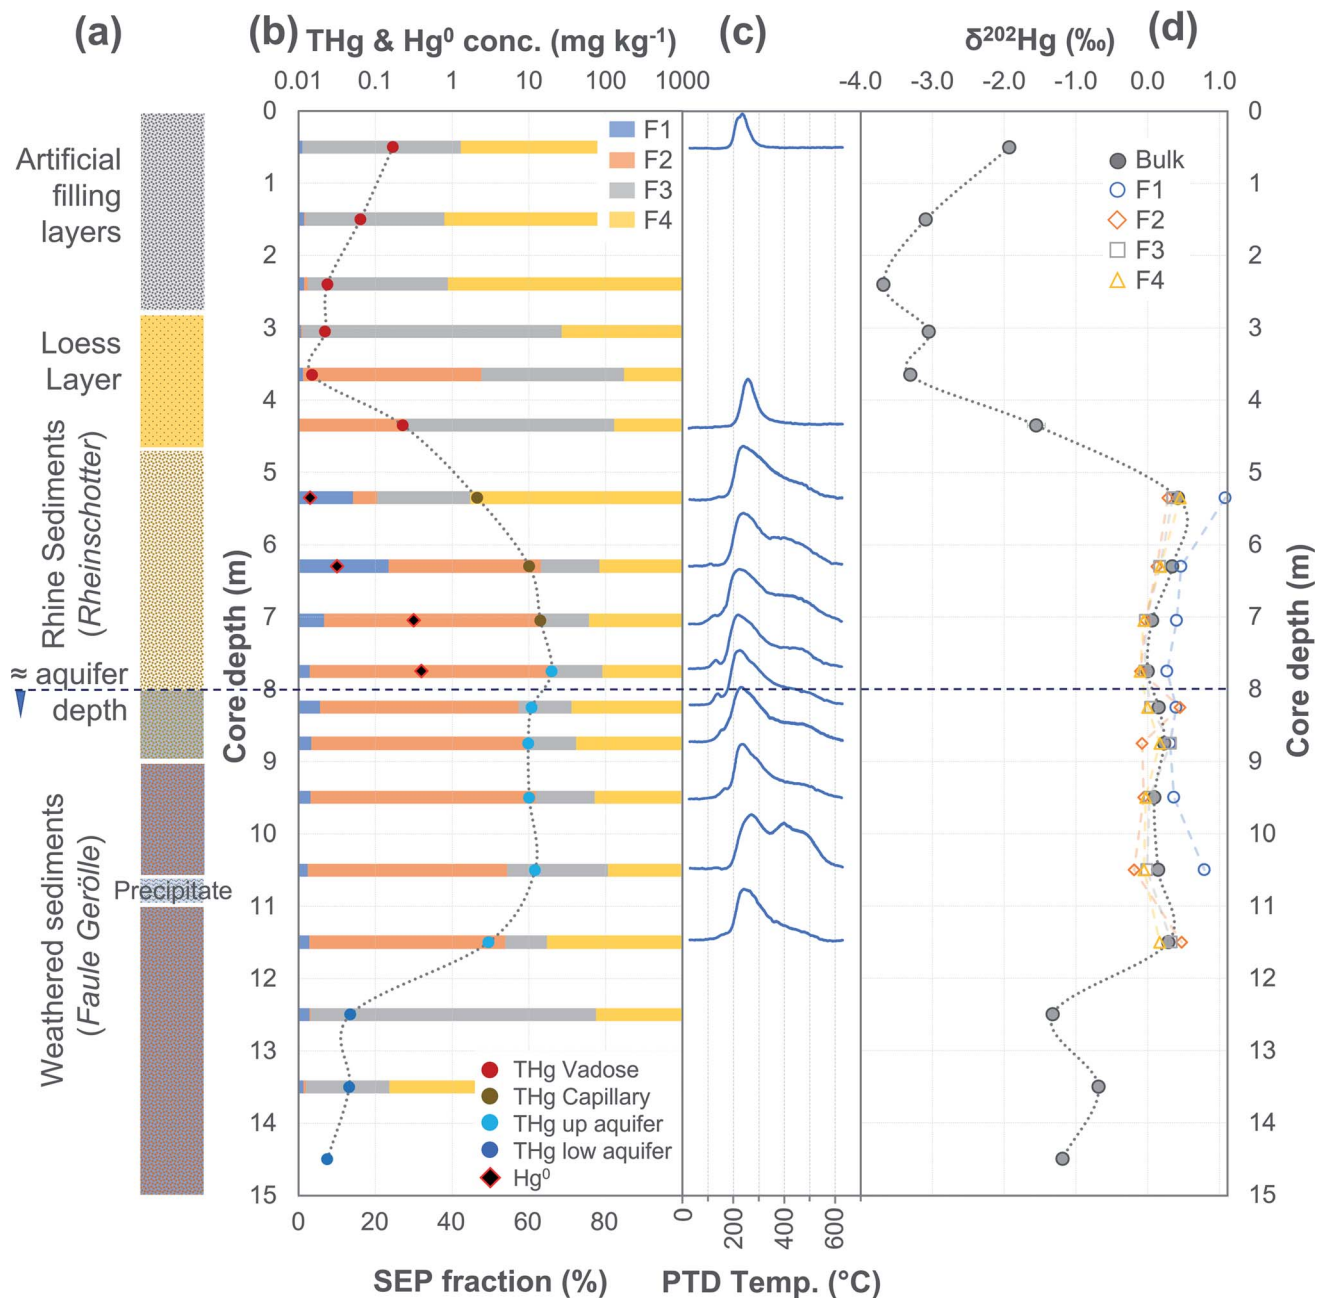 (a)
(b) THg & Hg⁰ conc. (mg kg⁻¹)
(c)
δ²⁰²Hg (‰) (d)
0.01 0.1 1 10 100 1000
-4.0 -3.0 -2.0 -1.0 0.0 1.0
Artificial
filling
layers
Loess
Layer
Rhine Sediments
(Rheinschotter)
≈ aquifer
depth
Weathered sediments
(Faule Gerölle)
Precipitate
Core depth (m)
0
1
2
3
4
5
6
7
8
9
10
11
12
13
14
15
F1
F2
F3
F4
THg Vadose
THg Capillary
THg up aquifer
THg low aquifer
Hg⁰
0 20 40 60 80
SEP fraction (%)
0 200 400 600
PTD Temp. (°C)
Bulk
F1
F2
F3
F4
0
1
2
3
4
5
6
7
8
9
10
11
12
13
14
15
Core depth (m)